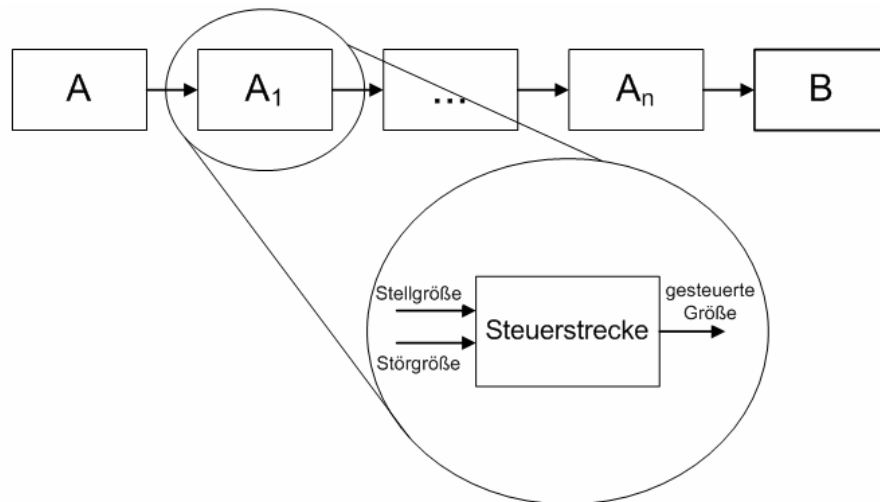 A
A₁
...
Aₙ
B
Stellgröße
Störgröße
Steuerstrecke
gesteuerte
Größe